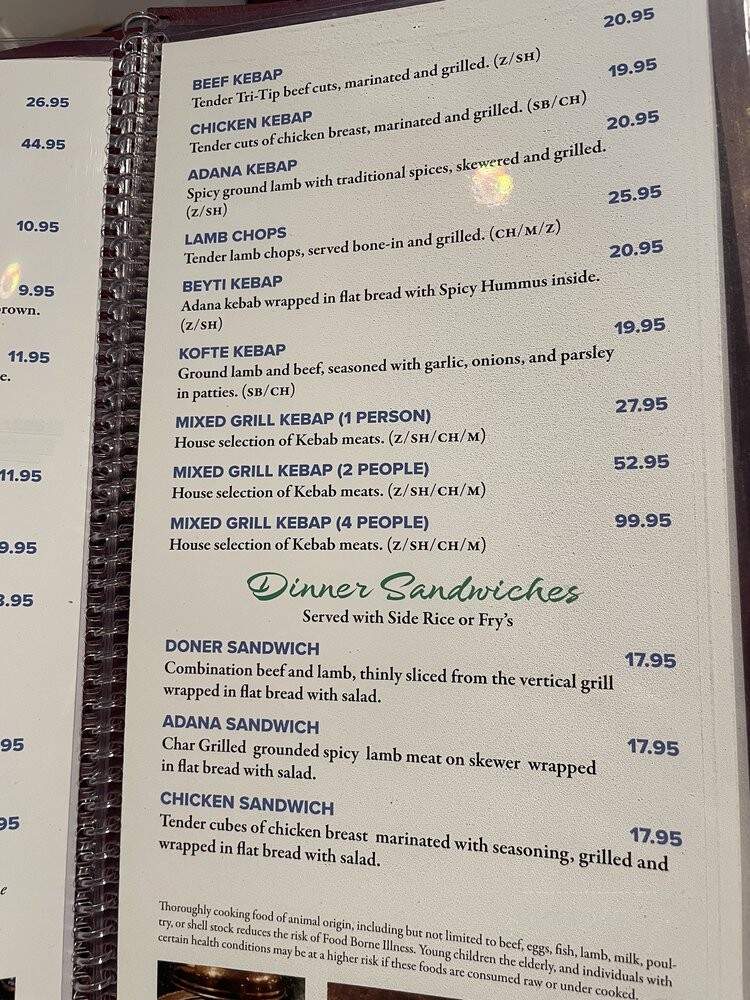 26.95
44.95
10.95
9.95
rown.
11.95
e.
11.95
9.95
3.95
95
95
e
BEEF KEBAP 20.95
Tender Tri-Tip beef cuts, marinated and grilled. (Z/SH)
CHICKEN KEBAP 19.95
Tender cuts of chicken breast, marinated and grilled. (SB/CH)
ADANA KEBAP 20.95
Spicy ground lamb with traditional spices, skewered and grilled.
(Z/SH)
LAMB CHOPS 25.95
Tender lamb chops, served bone-in and grilled. (CH/M/Z)
BEYTI KEBAP 20.95
Adana kebab wrapped in flat bread with Spicy Hummus inside.
(Z/SH)
KOFTE KEBAP 19.95
Ground lamb and beef, seasoned with garlic, onions, and parsley
in patties. (SB/CH)
MIXED GRILL KEBAP (1 PERSON) 27.95
House selection of Kebab meats. (Z/SH/CH/M)
MIXED GRILL KEBAP (2 PEOPLE) 52.95
House selection of Kebab meats. (Z/SH/CH/M)
MIXED GRILL KEBAP (4 PEOPLE) 99.95
House selection of Kebab meats. (Z/SH/CH/M)
Dinner Sandwiches
Served with Side Rice or Fry's
DONER SANDWICH 17.95
Combination beef and lamb, thinly sliced from the vertical grill
wrapped in flat bread with salad.
ADANA SANDWICH 17.95
Char Grilled grounded spicy lamb meat on skewer wrapped
in flat bread with salad.
CHICKEN SANDWICH 17.95
Tender cubes of chicken breast marinated with seasoning, grilled and
wrapped in flat bread with salad.
Thoroughly cooking food of animal origin, including but not limited to beef, eggs, fish, lamb, milk, poul-
try, or shell stock reduces the risk of Food Borne Illness. Young children the elderly, and individuals with
certain health conditions may be at a higher risk if these foods are consumed raw or under cooked.